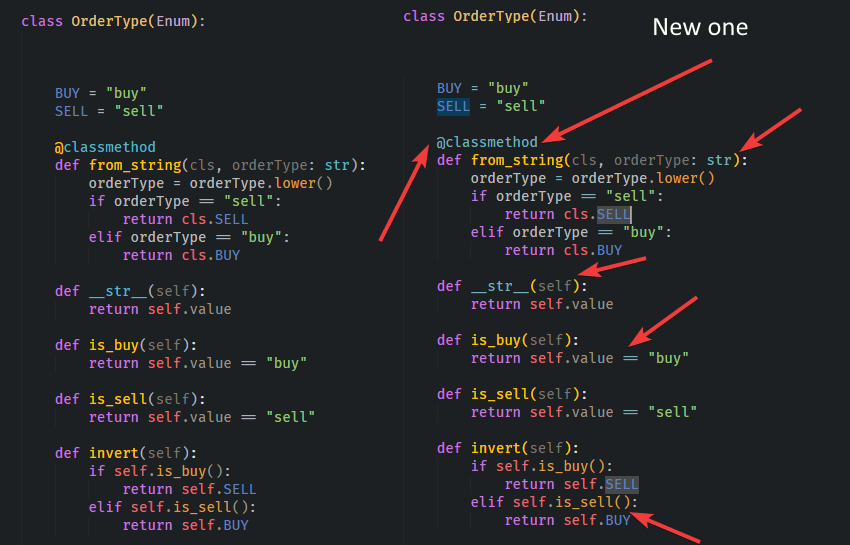 class OrderType(Enum):
BUY = "buy"
SELL = "sell"
@classmethod
def from_string(cls, orderType: str):
orderType = orderType.lower()
if orderType == "sell":
return cls.SELL
elif orderType == "buy":
return cls.BUY
def __str__(self):
return self.value
def is_buy(self):
return self.value == "buy"
def is_sell(self):
return self.value == "sell"
def invert(self):
if self.is_buy():
return self.SELL
elif self.is_sell():
return self.BUY
New one
class OrderType(Enum):
BUY = "buy"
SELL = "sell"
@classmethod
def from_string(cls, orderType: str):
orderType = orderType.lower()
if orderType == "sell":
return cls.SELL
elif orderType == "buy":
return cls.BUY
def __str__(self):
return self.value
def is_buy(self):
return self.value == "buy"
def is_sell(self):
return self.value == "sell"
def invert(self):
if self.is_buy():
return self.SELL
elif self.is_sell():
return self.BUY